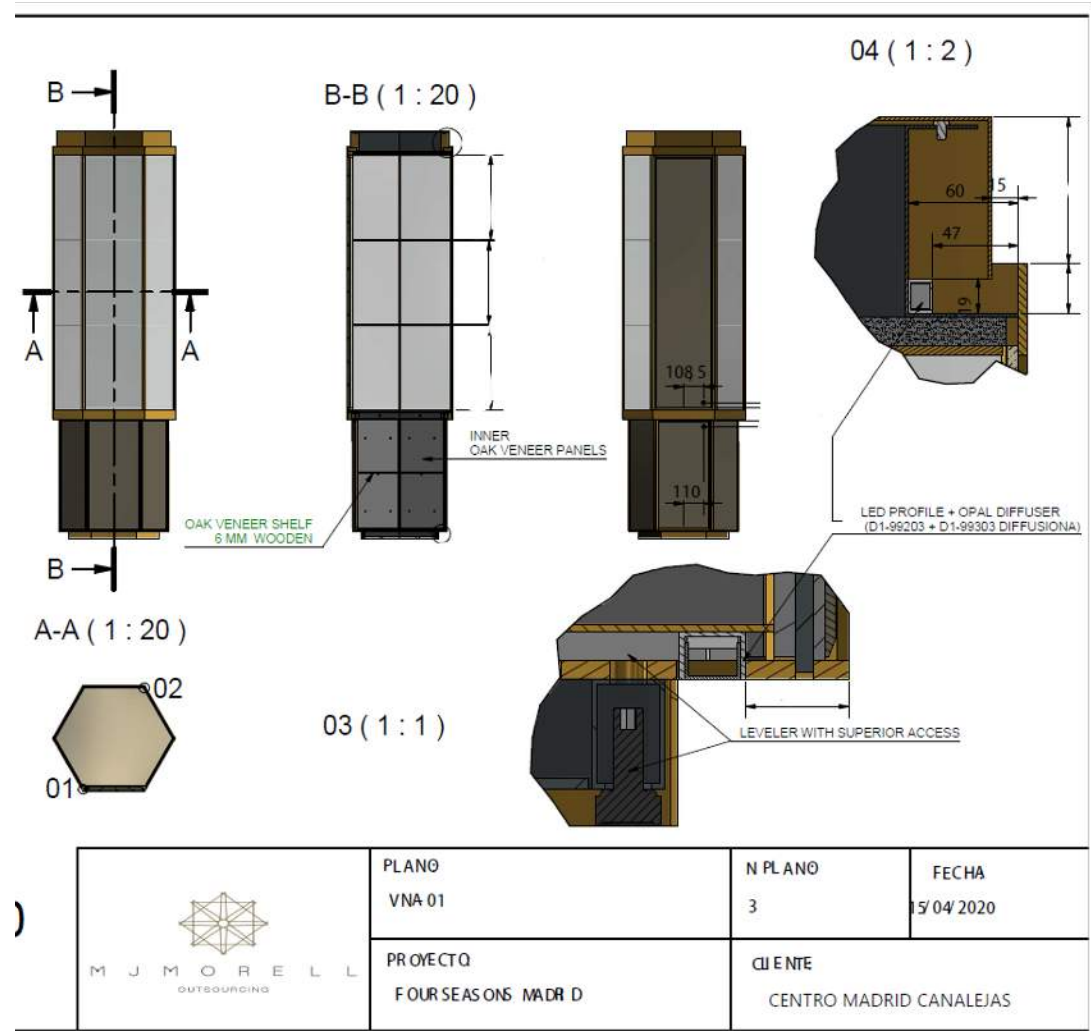 04 ( 1 : 2 )
B
B-B ( 1 : 20 )
60
15
47
19
A
A
108,5
110
INNER
OAK VENEER PANELS
OAK VENEER SHELF
6 MM WOODEN
LED PROFILE + OPAL DIFFUSER
(D1-99203 + D1-99303 DIFFUSIONA)
B
A-A ( 1 : 20 )
02
01
03 ( 1 : 1 )
LEVELER WITH SUPERIOR ACCESS
PLANO
VNA 01
N PLANO
3
FECHA
15/04/2020
MJMORELL
OUTSOURCING
PROYECTO
FOUR SEASONS MADRID
CLIENTE
CENTRO MADRID CANALEJAS